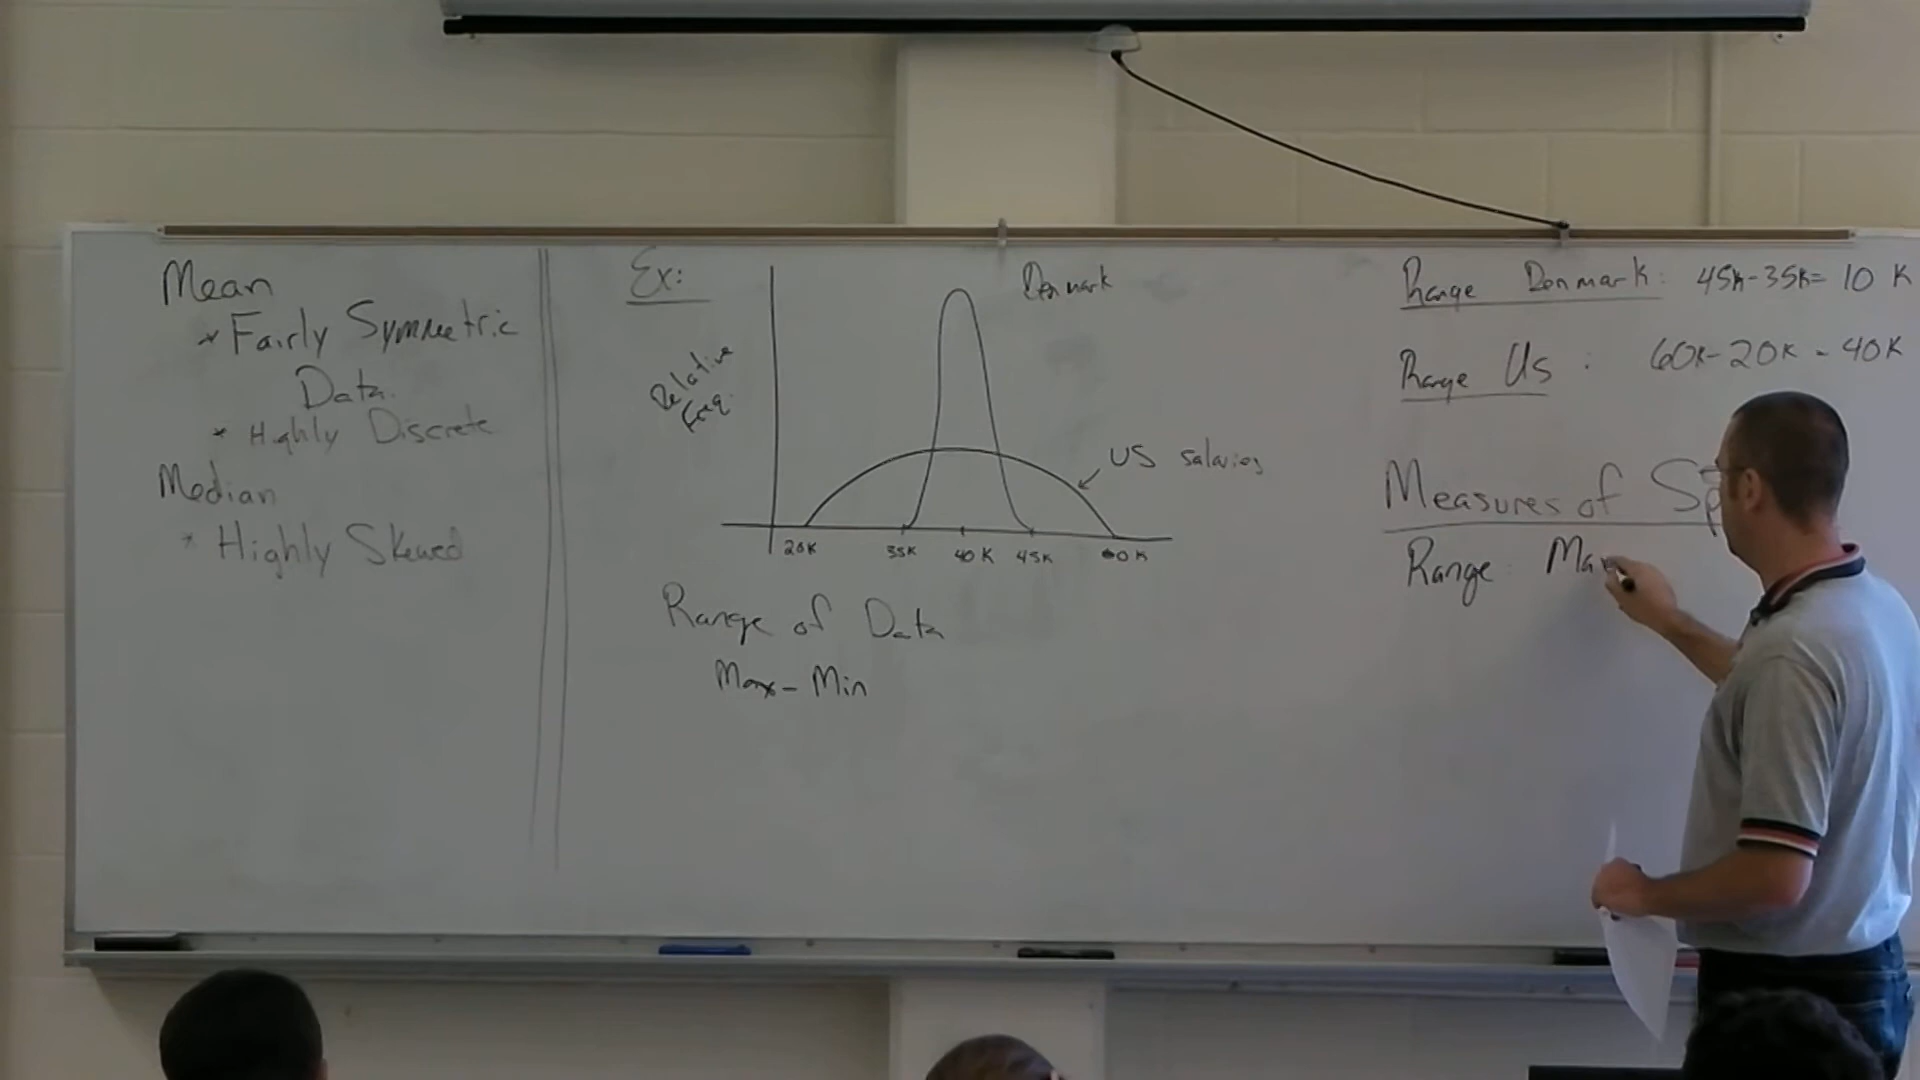 Mean
* Fairly Symmetric
Data.
* Highly Discrete
Median
* Highly Skewed
Ex:
Denmark
Relative
Freq.
US salaries
20K 35K 40K 45K 60K
Range of Data
Max - Min
Range Denmark: 45K-35K= 10 K
Range US : 60K-20K = 40K
Measures of Sp
Range: Max